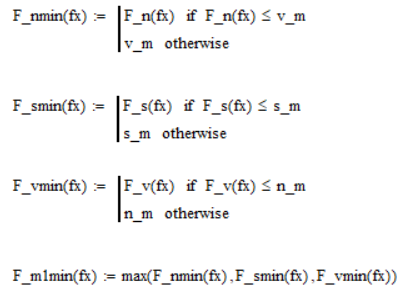 F_nmin(fx) := F_n(fx) if F_n(fx) ≤ v_m
v_m otherwise
F_smin(fx) := F_s(fx) if F_s(fx) ≤ s_m
s_m otherwise
F_vmin(fx) := F_v(fx) if F_v(fx) ≤ n_m
n_m otherwise
F_m1min(fx) := max(F_nmin(fx),F_smin(fx),F_vmin(fx))